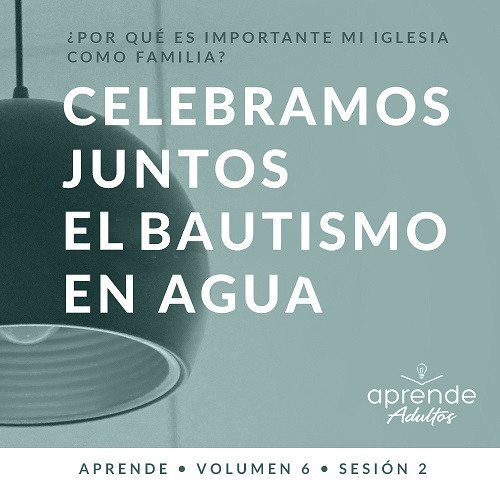 ¿POR QUÉ ES IMPORTANTE MI IGLESIA
COMO FAMILIA?
CELEBRAMOS
JUNTOS
EL BAUTISMO
EN AGUA
aprende
Adultos
APRENDE • VOLUMEN 6 • SESIÓN 2